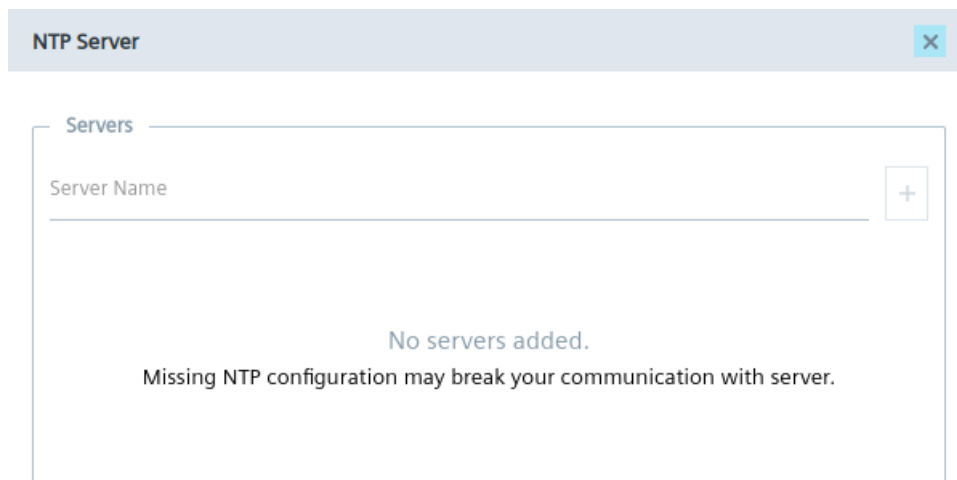 NTP Server
Servers
Server Name
No servers added.
Missing NTP configuration may break your communication with server.